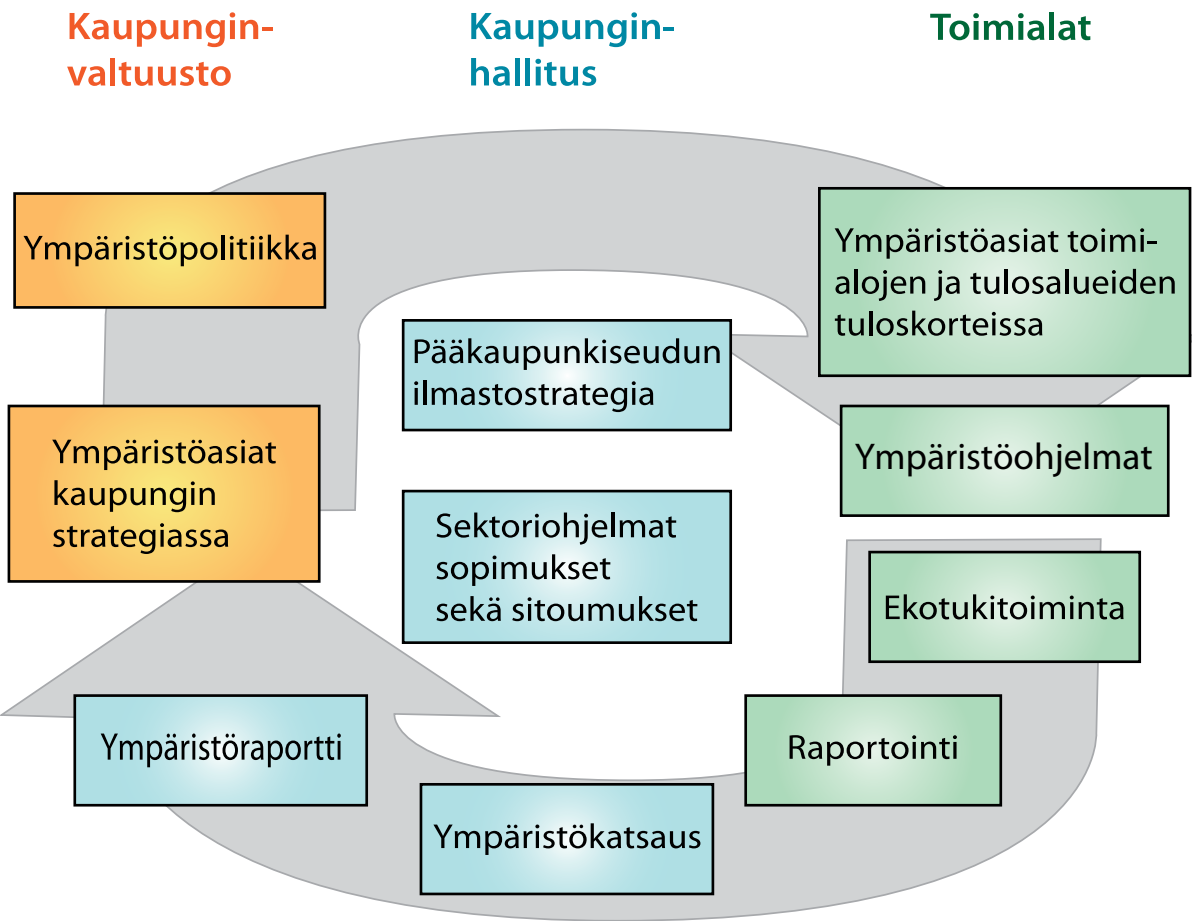 Kaupungin-
valtuusto
Kaupungin-
hallitus
Toimialat
Ympäristöpolitiikka
Ympäristöasiat toimi-
alojen ja tulosalueiden
tuloskorteissa
Pääkaupunkiseudun
ilmastostrategia
Ympäristöasiat
kaupungin
strategiassa
Ympäristöohjelmat
Sektoriohjelmat
sopimukset
sekä sitoumukset
Ekotukitoiminta
Ympäristöraportti
Raportointi
Ympäristökatsaus